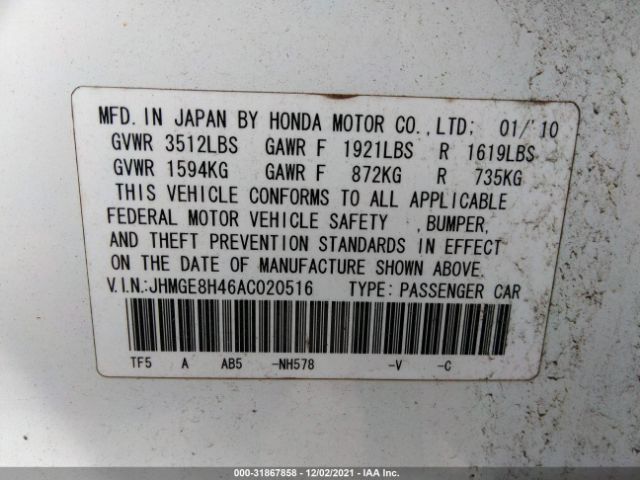 MFD. IN JAPAN BY HONDA MOTOR CO.,LTD; 01/'10
GVWR 3512LBS GAWR F 1921LBS R 1619LBS
GVWR 1594KG GAWR F 872KG R 735KG
THIS VEHICLE CONFORMS TO ALL APPLICABLE
FEDERAL MOTOR VEHICLE SAFETY , BUMPER,
AND THEFT PREVENTION STANDARDS IN EFFECT
ON THE DATE OF MANUFACTURE SHOWN ABOVE.
V.IN.:JHMGE8H46AC020516 TYPE: PASSENGER CAR
TF5 A AB5 -NH578 -V -C
000-31867858 - 12/02/2021 - IAA Inc.